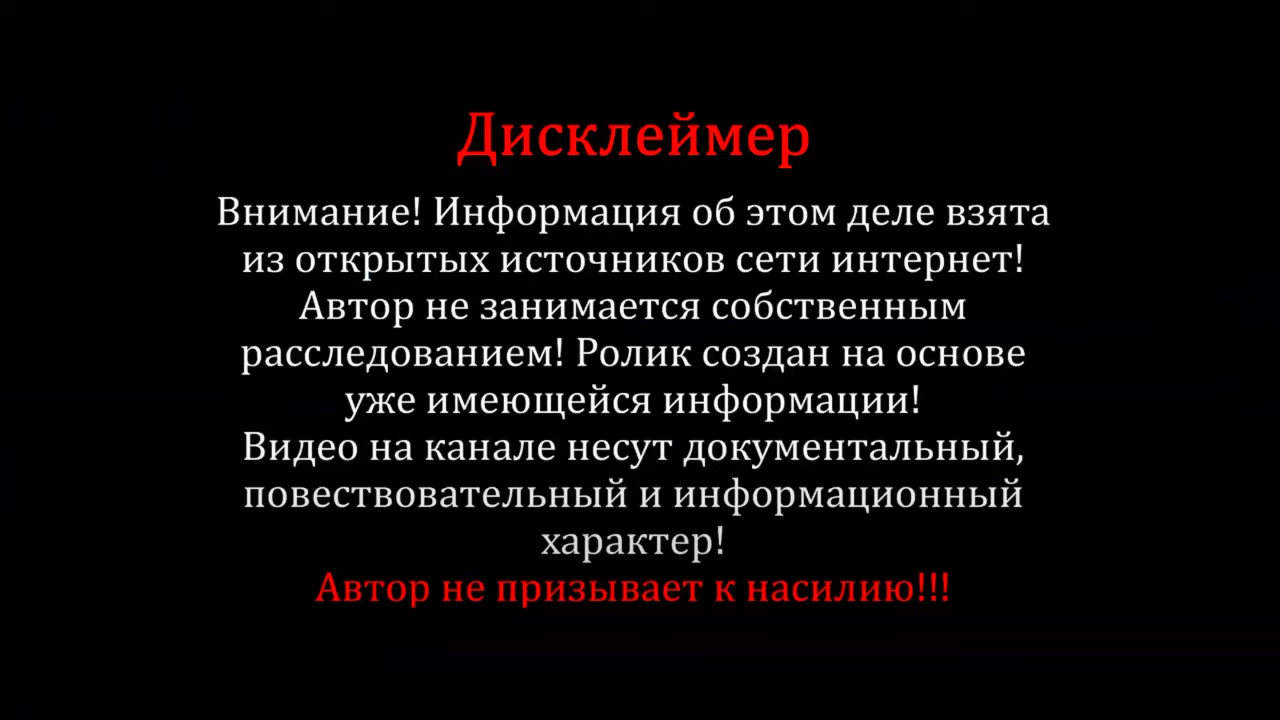 Дисклеймер
Внимание! Информация об этом деле взята
из открытых источников сети интернет!
Автор не занимается собственным
расследованием! Ролик создан на основе
уже имеющейся информации!
Видео на канале несут документальный,
повествовательный и информационный
характер!
Автор не призывает к насилию!!!